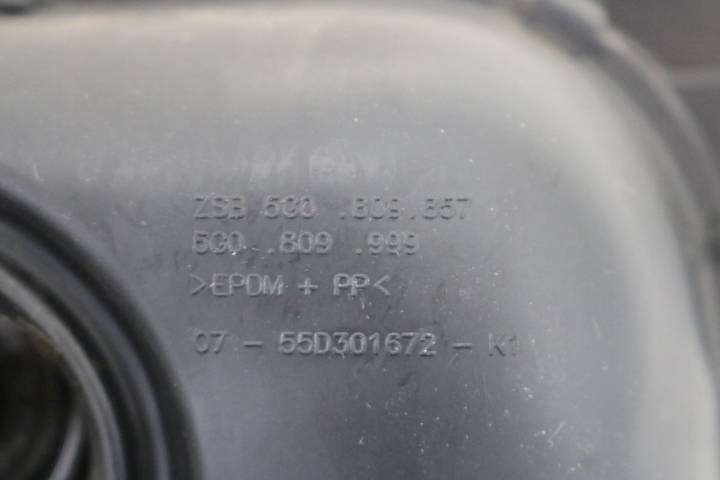 ZSB 5G0 .809.857
5G0 .809 .999
>EPDM + PP<
07 - 55D301672 - K1